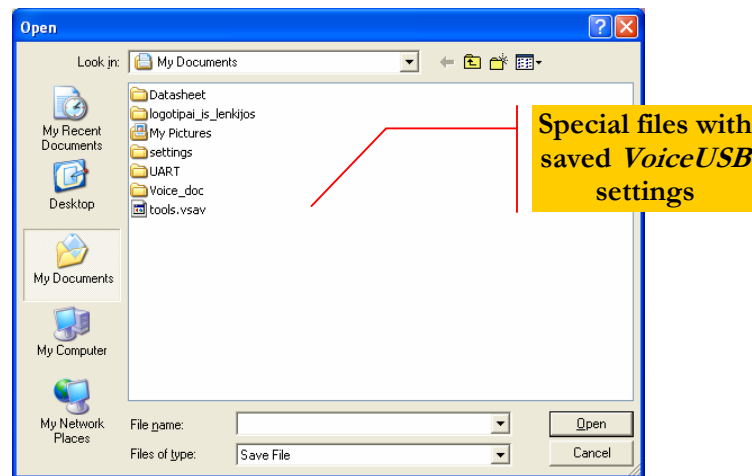 Open
Look in:
My Documents
My Recent
Documents
Desktop
My Documents
My Computer
My Network
Places
Datasheet
logotipai_is_lenkijos
My Pictures
settings
UART
Voice_doc
tools.vsav
Special files with
saved VoiceUSB
settings
File name:
Open
Files of type:
Save File
Cancel